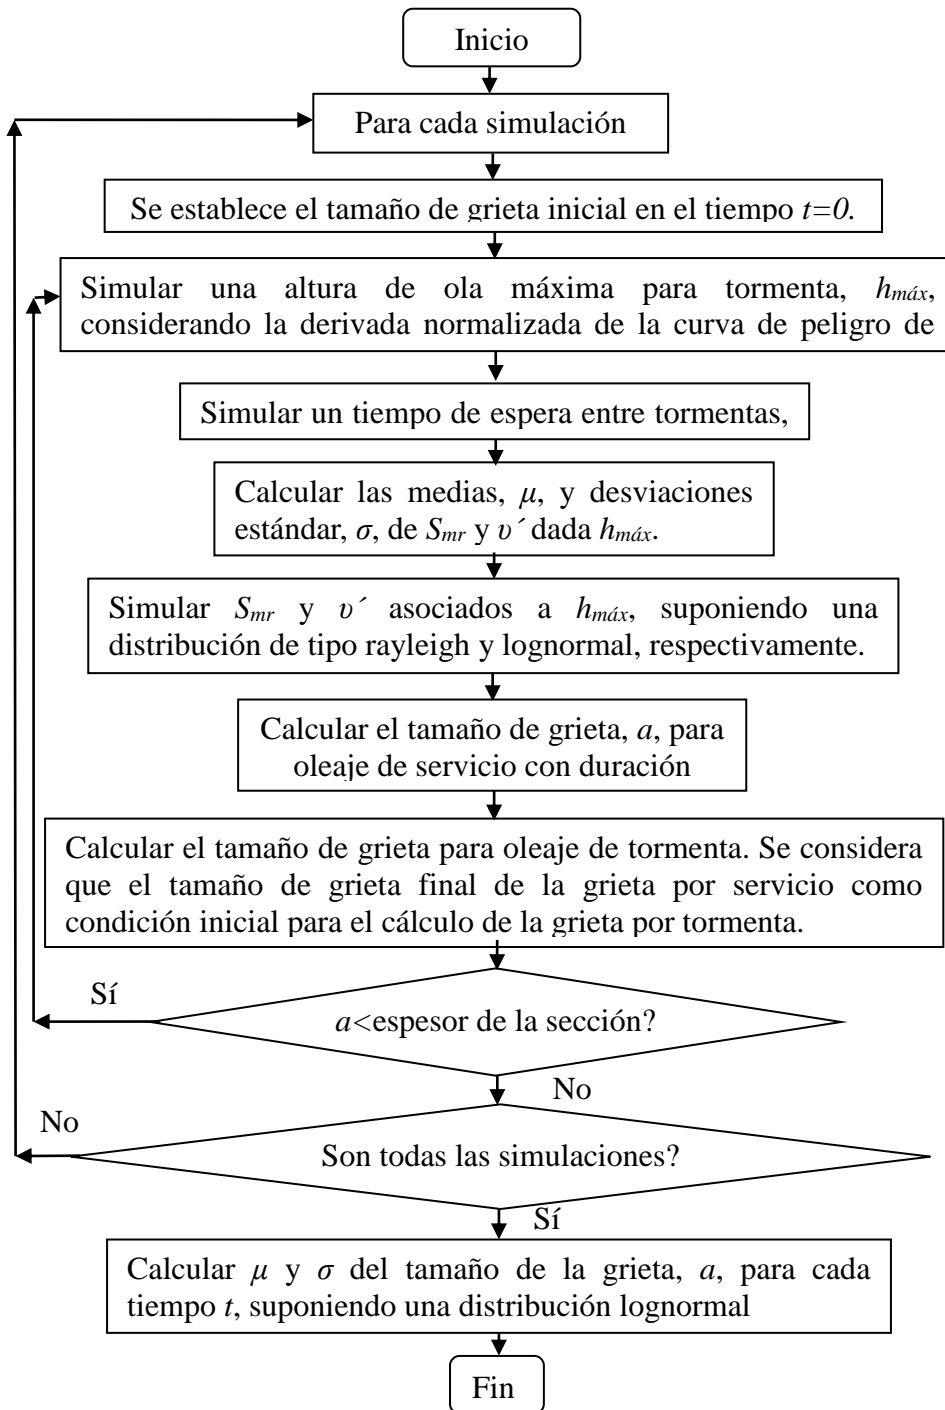 Inicio
Para cada simulación
Se establece el tamaño de grieta inicial en el tiempo t=0.
Simular una altura de ola máxima para tormenta, hmáx,
considerando la derivada normalizada de la curva de peligro de
Simular un tiempo de espera entre tormentas,
Calcular las medias, μ, y desviaciones
estándar, σ, de Smr y υ´ dada hmáx.
Simular Smr y υ´ asociados a hmáx, suponiendo una
distribución de tipo rayleigh y lognormal, respectivamente.
Calcular el tamaño de grieta, a, para
oleaje de servicio con duración
Calcular el tamaño de grieta para oleaje de tormenta. Se considera
que el tamaño de grieta final de la grieta por servicio como
condición inicial para el cálculo de la grieta por tormenta.
Sí
a<espesor de la sección?
No
No
Son todas las simulaciones?
Sí
Calcular μ y σ del tamaño de la grieta, a, para cada
tiempo t, suponiendo una distribución lognormal
Fin